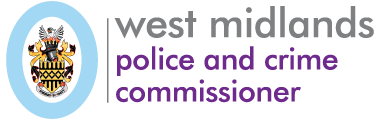 west midlands
police and crime
commissioner